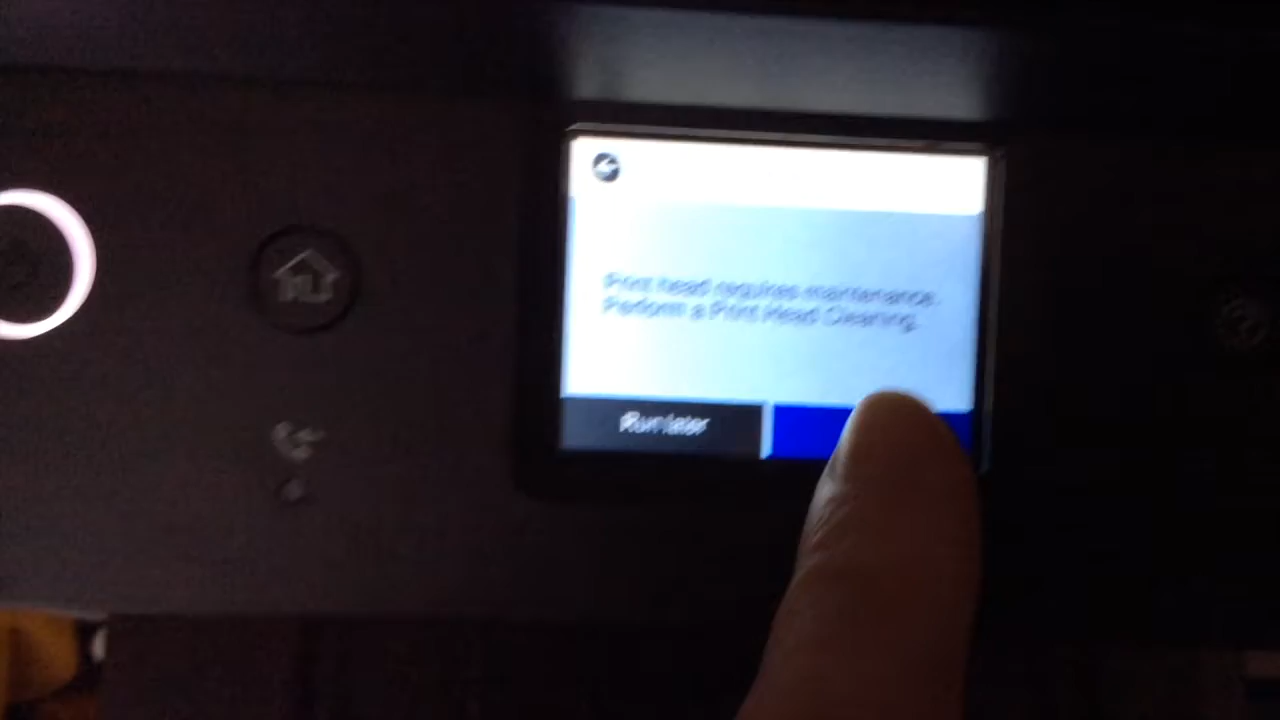 Print head requires maintenance.
Perform a Print Head Cleaning.
Run later